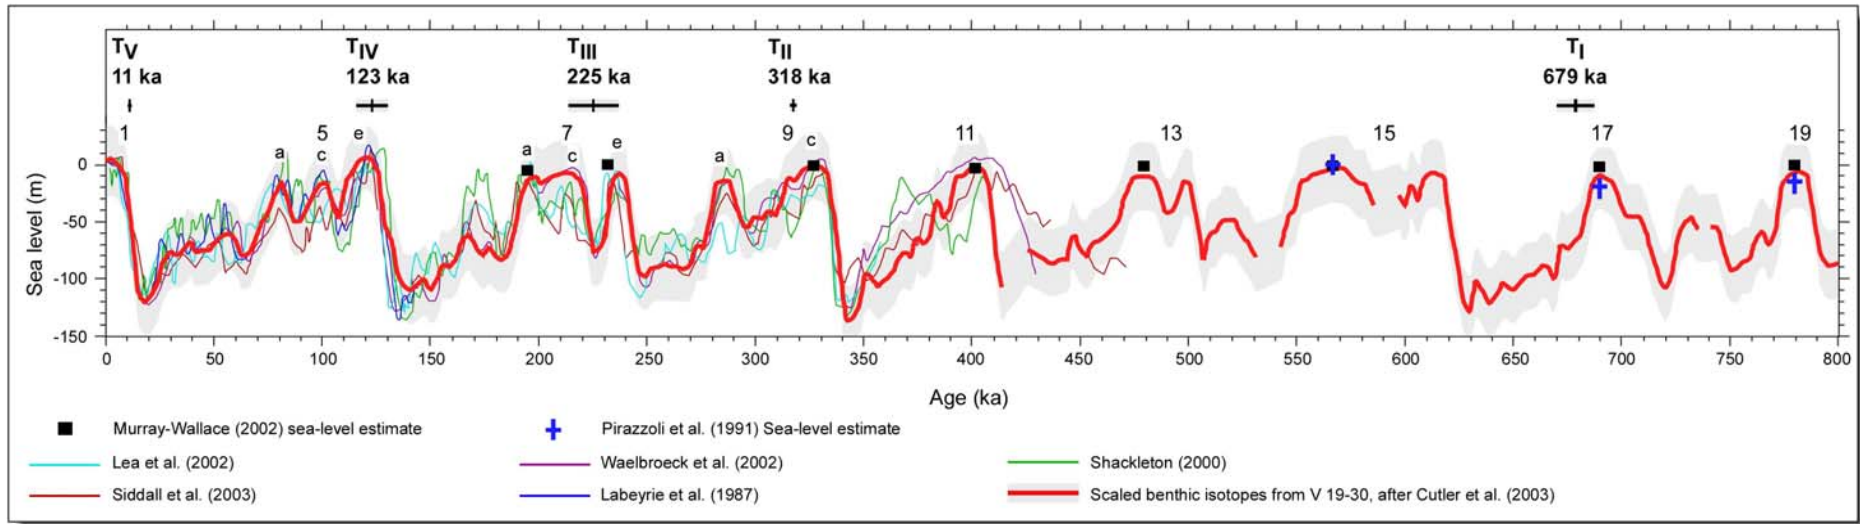 TV TIV TIII TII TI
11 ka 123 ka 225 ka 318 ka 679 ka
1 5 e 7 9 11 13 15 17 19
a c a c e a c
Sea level (m)
0
-50
-100
-150
0 50 100 150 200 250 300 350 400 450 500 550 600 650 700 750 800
Age (ka)
Murray-Wallace (2002) sea-level estimate Pirazzoli et al. (1991) Sea-level estimate
Lea et al. (2002) Waelbroeck et al. (2002) Shackleton (2000)
Siddall et al. (2003) Labeyrie et al. (1987) Scaled benthic isotopes from V 19-30, after Cutler et al. (2003)